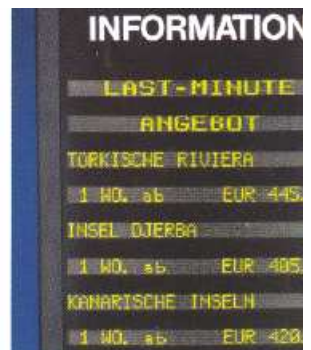 INFORMATION
LAST-MINUTE
ANGEBOT
TÜRKISCHE RIVIERA
1 WO. ab EUR 445.
INSEL DJERBA
1 WO. ab EUR 405.
KANARISCHE INSELN
1 WO. ab EUR 420.